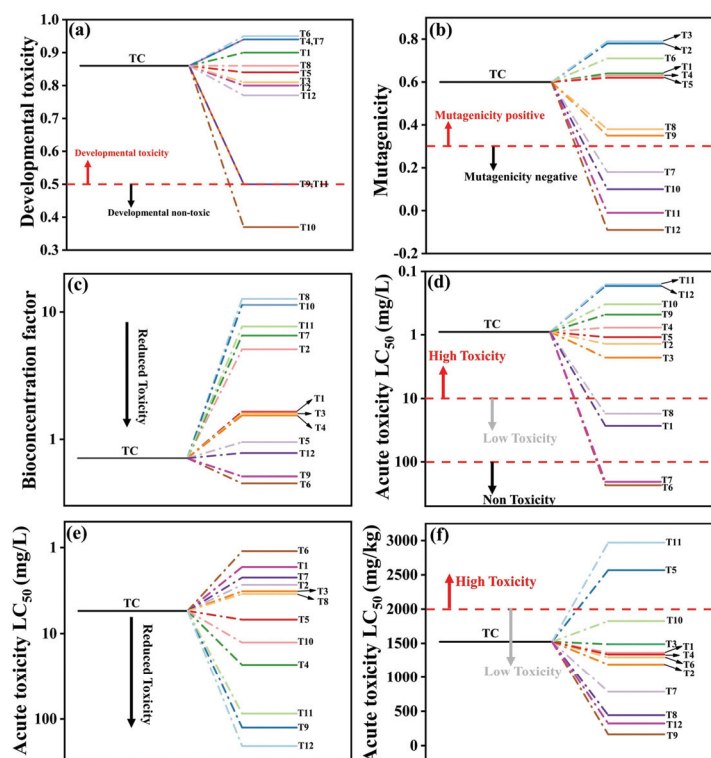 (a)
Developmental toxicity
1.0
0.9
0.8
0.7
0.6
0.5
0.4
0.3
TC
T6
T4,T7
T1
T8
T5
T3
T2
T12
T9,T11
T10
Developmental toxicity
Developmental non-toxic
(b)
Mutagenicity
0.8
0.6
0.4
0.2
0.0
-0.2
TC
T3
T2
T6
T1
T4
T5
T8
T9
T7
T10
T11
T12
Mutagenicity positive
Mutagenicity negative
(c)
Bioconcentration factor
10
1
Reduced Toxicity
TC
T8
T10
T11
T7
T2
T1
T3
T4
T5
T12
T9
T6
(d)
Acute toxicity LC50 (mg/L)
0.1
1
10
100
TC
T11
T12
T10
T9
T4
T5
T2
T3
T8
T1
T7
T6
High Toxicity
Low Toxicity
Non Toxicity
(e)
Acute toxicity LC50 (mg/L)
1
10
100
TC
Reduced Toxicity
T6
T1
T7
T2
T3
T8
T5
T10
T4
T11
T9
T12
(f)
Acute toxicity LC50 (mg/kg)
3000
2500
2000
1500
1000
500
0
High Toxicity
TC
Low Toxicity
T11
T5
T10
T3
T1
T4
T6
T2
T7
T8
T12
T9